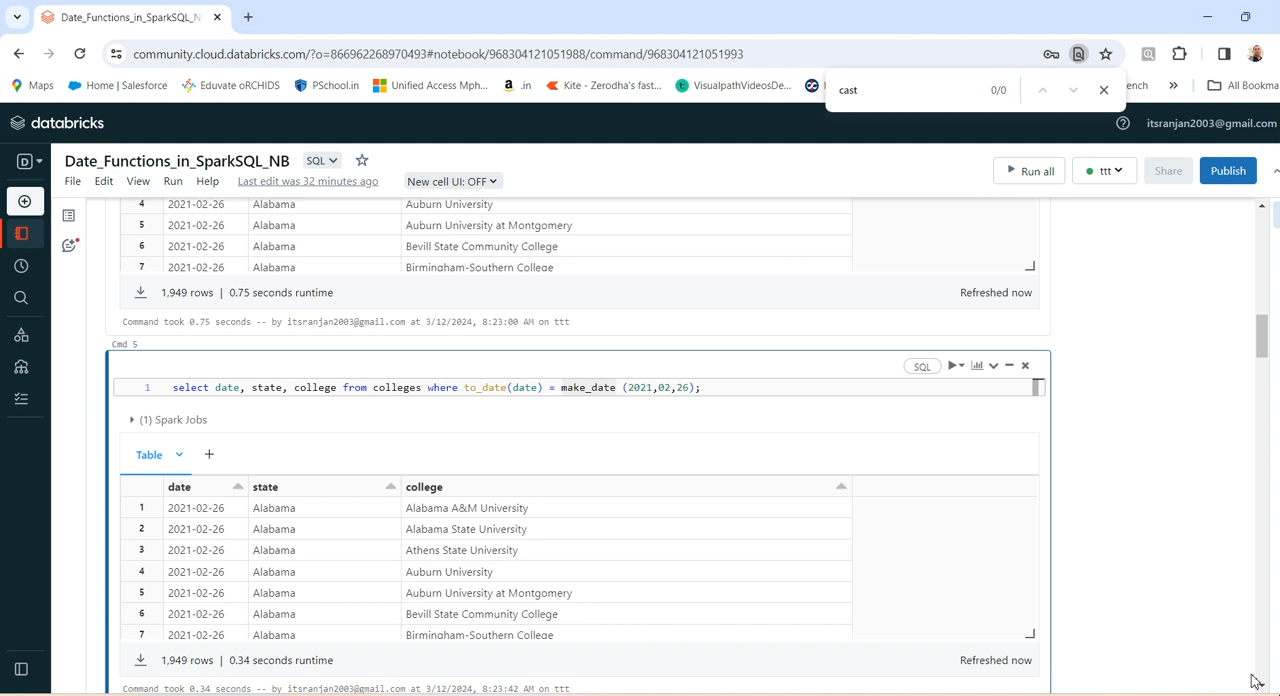 Date_Functions_in_SparkSQL_N
community.cloud.databricks.com/?o=866962268970493#notebook/968304121051988/command/968304121051993
Maps Home | Salesforce Eduvate oRCHIDS PSchool.in Unified Access Mph... .in Kite - Zerodha's fast... VisualpathVideosDe... ench » All Bookma
cast 0/0
databricks
itsranjan2003@gmail.com
D
Date_Functions_in_SparkSQL_NB SQL
File Edit View Run Help Last edit was 32 minutes ago New cell UI: OFF
Run all ttt Share Publish
4 2021-02-26 Alabama Auburn University
5 2021-02-26 Alabama Auburn University at Montgomery
6 2021-02-26 Alabama Bevill State Community College
7 2021-02-26 Alabama Birmingham-Southern College
1,949 rows | 0.75 seconds runtime Refreshed now
Command took 0.75 seconds -- by itsranjan2003@gmail.com at 3/12/2024, 8:23:00 AM on ttt
Cmd 5
SQL
1 select date, state, college from colleges where to_date(date) = make_date (2021,02,26);
(1) Spark Jobs
Table +
date state college
1 2021-02-26 Alabama Alabama A&M University
2 2021-02-26 Alabama Alabama State University
3 2021-02-26 Alabama Athens State University
4 2021-02-26 Alabama Auburn University
5 2021-02-26 Alabama Auburn University at Montgomery
6 2021-02-26 Alabama Bevill State Community College
7 2021-02-26 Alabama Birmingham-Southern College
1,949 rows | 0.34 seconds runtime Refreshed now
Command took 0.34 seconds -- by itsranjan2003@gmail.com at 3/12/2024, 8:23:42 AM on ttt